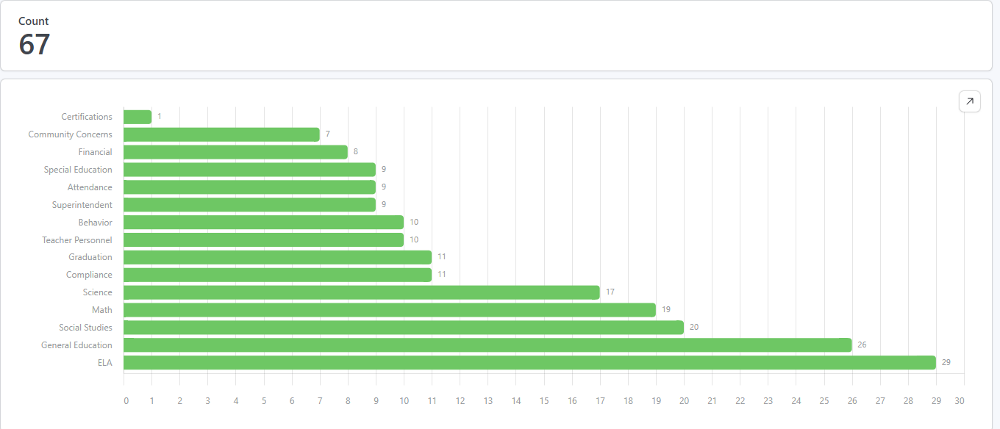 Count
67
Certifications 1
Community Concerns 7
Financial 8
Special Education 9
Attendance 9
Superintendent 9
Behavior 10
Teacher Personnel 10
Graduation 11
Compliance 11
Science 17
Math 19
Social Studies 20
General Education 26
ELA 29
0 1 2 3 4 5 6 7 8 9 10 11 12 13 14 15 16 17 18 19 20 21 22 23 24 25 26 27 28 29 30